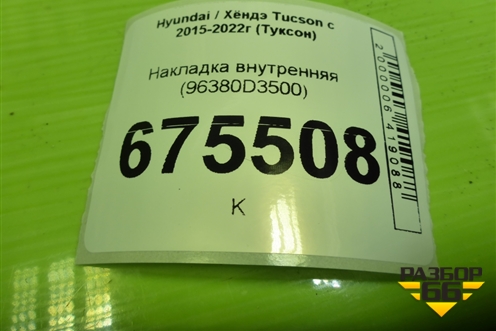 Hyundai / Хёндэ Tucson с
2015-2022г (Туксон)
Накладка внутренняя
(96380D3500)
675508
К
2000006419088
РАЗБОР
66